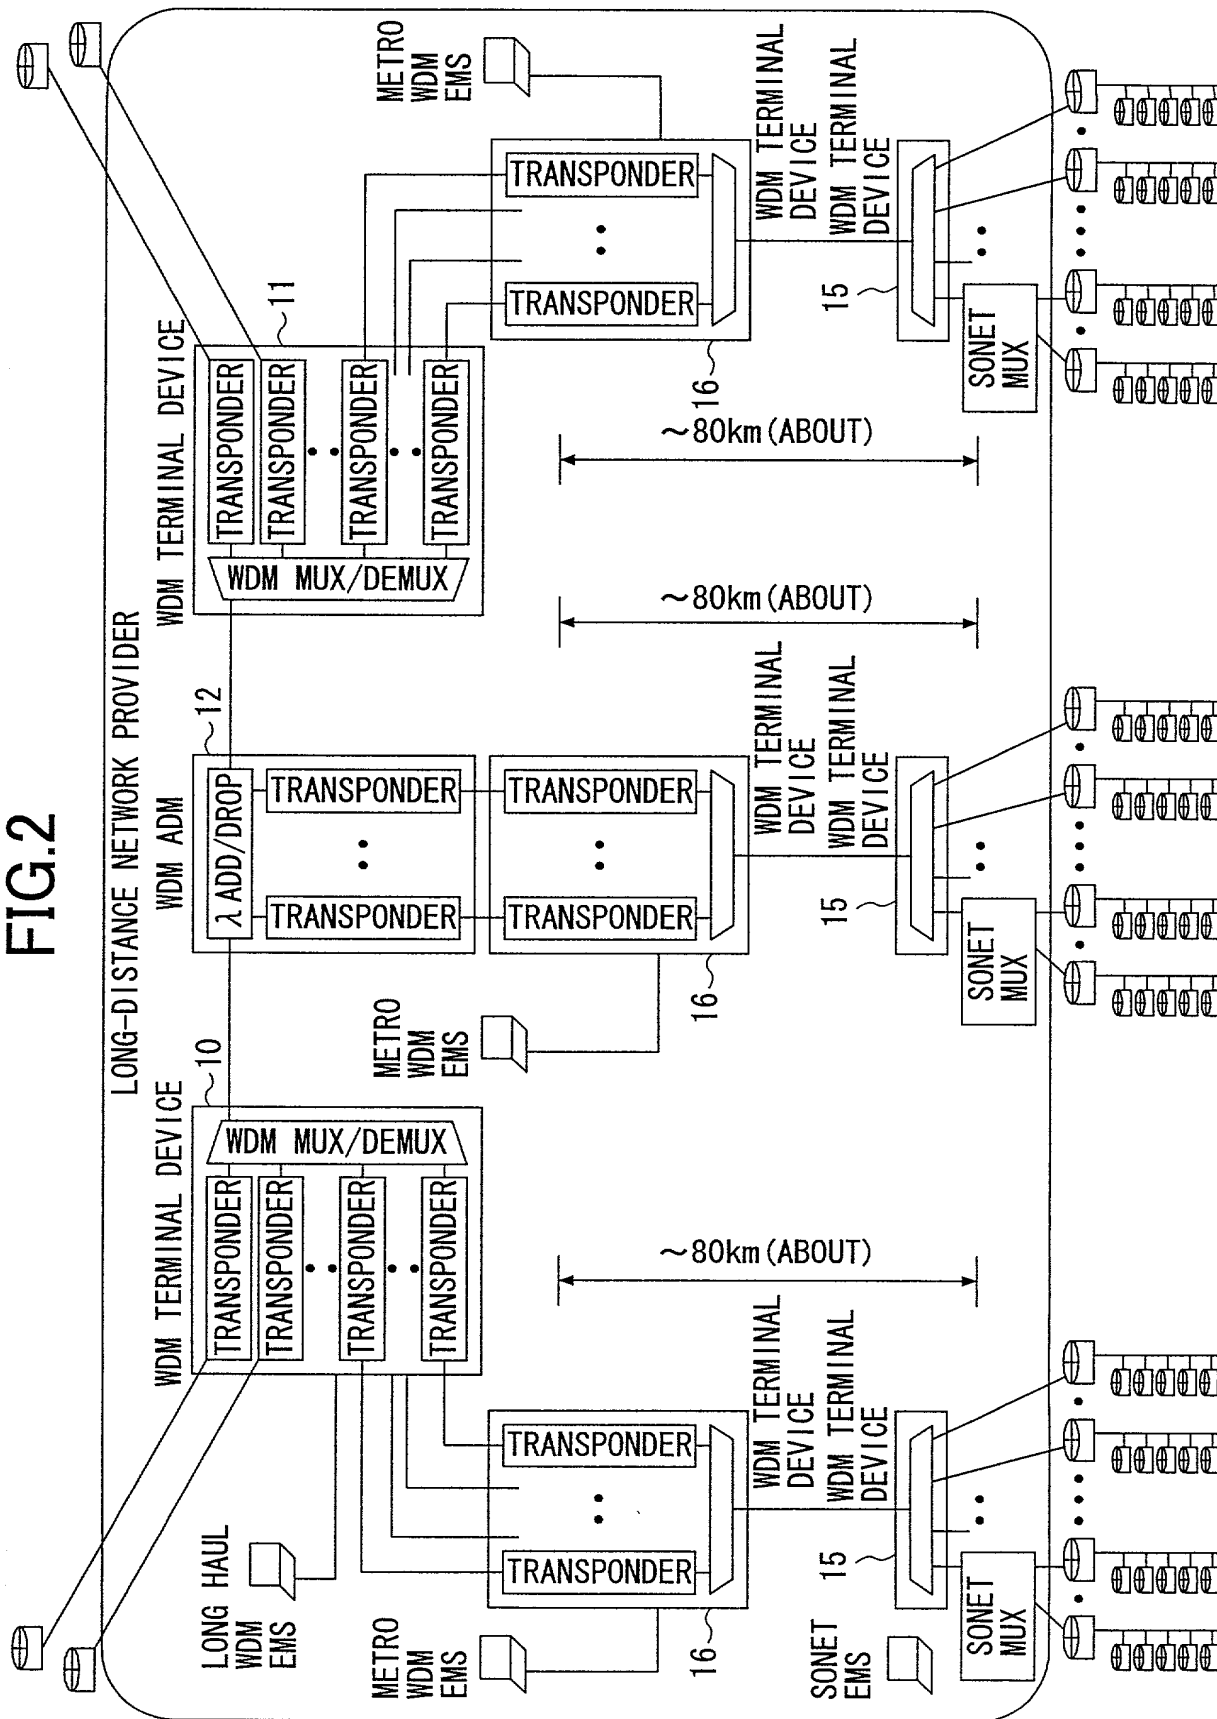 FIG.2
LONG-DISTANCE NETWORK PROVIDER
WDM TERMINAL DEVICE
10
TRANSPONDER
TRANSPONDER
TRANSPONDER
TRANSPONDER
WDM MUX/DEMUX
WDM ADM
12
λ ADD/DROP
TRANSPONDER
TRANSPONDER
WDM TERMINAL DEVICE
11
WDM MUX/DEMUX
TRANSPONDER
TRANSPONDER
TRANSPONDER
TRANSPONDER
LONG HAUL
WDM
EMS
METRO
WDM
EMS
TRANSPONDER
TRANSPONDER
16
METRO
WDM
EMS
TRANSPONDER
TRANSPONDER
16
METRO
WDM
EMS
TRANSPONDER
TRANSPONDER
16
~80km(ABOUT)
~80km(ABOUT)
~80km(ABOUT)
WDM TERMINAL
DEVICE
WDM TERMINAL
DEVICE
WDM TERMINAL
DEVICE
WDM TERMINAL
DEVICE
WDM TERMINAL
DEVICE
WDM TERMINAL
DEVICE
15
15
15
SONET
EMS
SONET
MUX
SONET
MUX
SONET
MUX